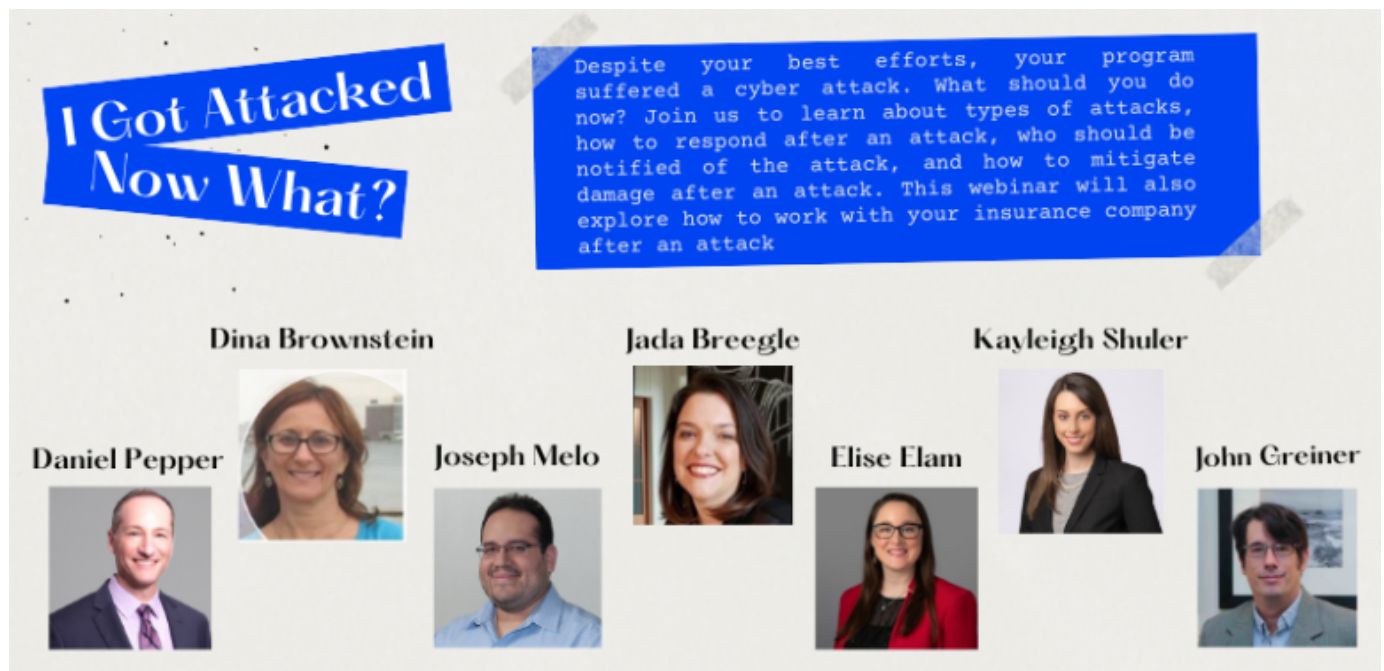 I Got Attacked
Now What?
Despite your best efforts, your program
suffered a cyber attack. What should you do
now? Join us to learn about types of attacks,
how to respond after an attack, who should be
notified of the attack, and how to mitigate
damage after an attack. This webinar will also
explore how to work with your insurance company
after an attack
Dina Brownstein
Jada Breegle
Kayleigh Shuler
Daniel Pepper
Joseph Melo
Elise Elam
John Greiner